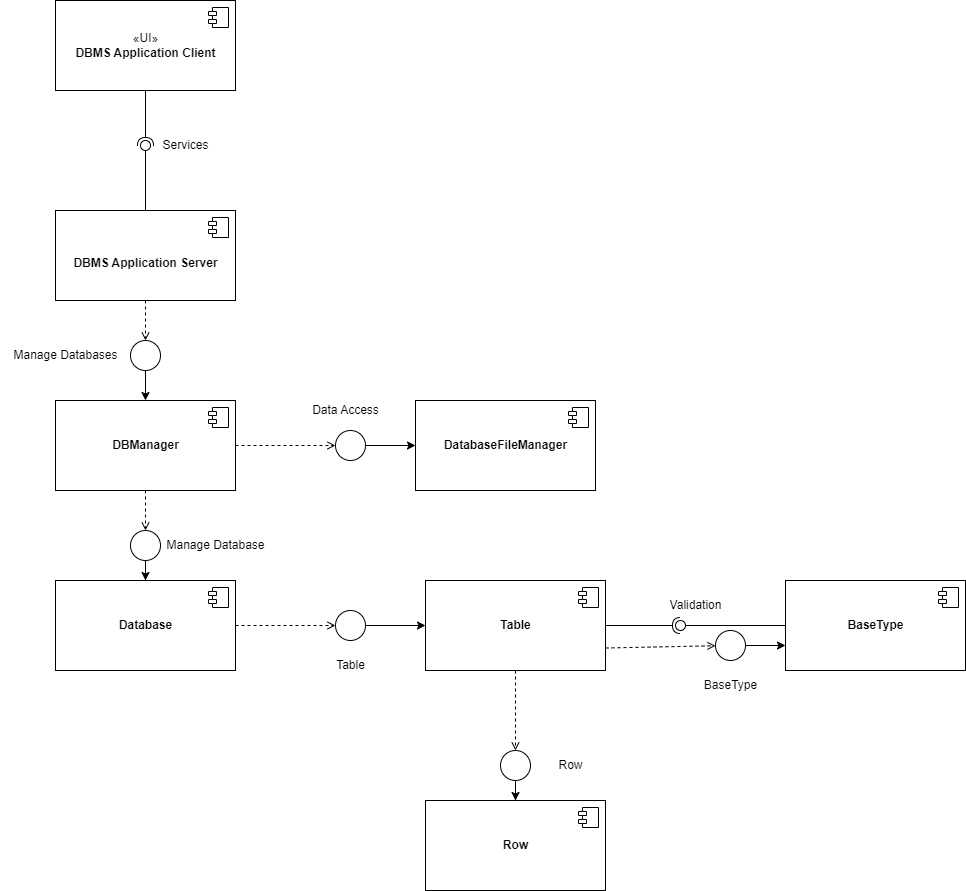 «UI»
DBMS Application Client
Services
DBMS Application Server
Manage Databases
DBManager
Data Access
DatabaseFileManager
Manage Database
Database
Table
Table
Validation
BaseType
BaseType
Row
Row